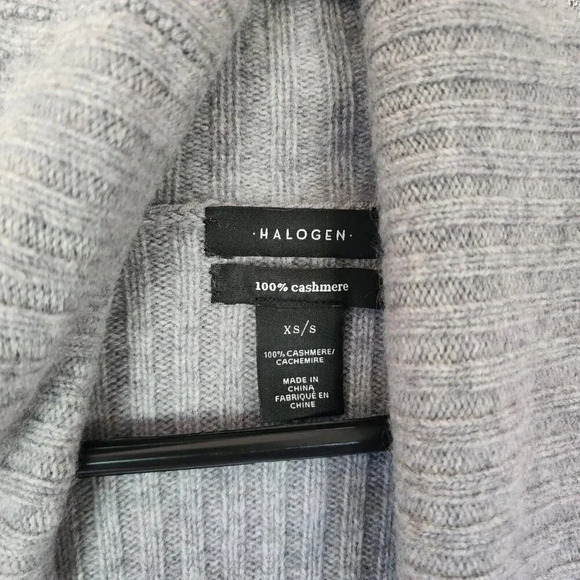 ·HALOGEN·
100% cashmere
XS/S
100% CASHMERE/
CACHEMIRE
MADE IN
CHINA
FABRIQUÉ EN
CHINE